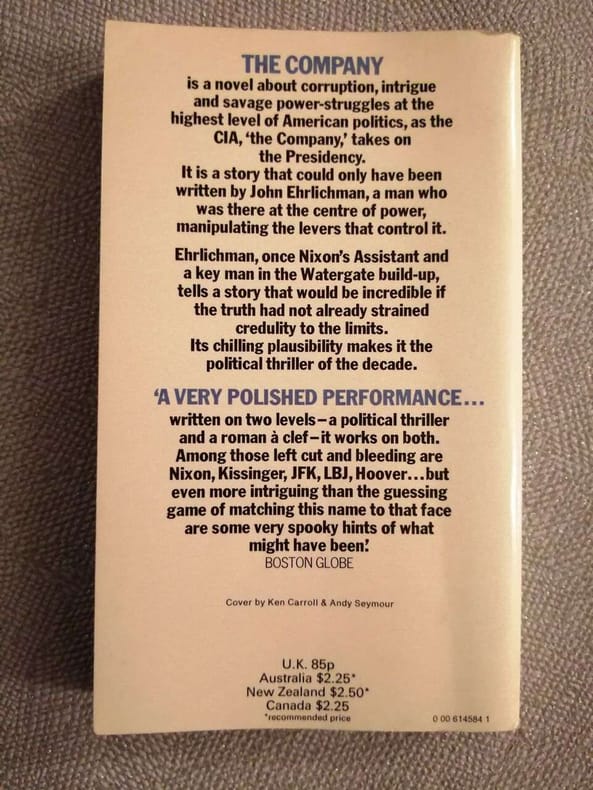 THE COMPANY
is a novel about corruption, intrigue
and savage power-struggles at the
highest level of American politics, as the
CIA, 'the Company,' takes on
the Presidency.
It is a story that could only have been
written by John Ehrlichman, a man who
was there at the centre of power,
manipulating the levers that control it.
Ehrlichman, once Nixon's Assistant and
a key man in the Watergate build-up,
tells a story that would be incredible if
the truth had not already strained
credulity to the limits.
Its chilling plausibility makes it the
political thriller of the decade.
'A VERY POLISHED PERFORMANCE...
written on two levels–a political thriller
and a roman à clef–it works on both.
Among those left cut and bleeding are
Nixon, Kissinger, JFK, LBJ, Hoover...but
even more intriguing than the guessing
game of matching this name to that face
are some very spooky hints of what
might have been.'
BOSTON GLOBE
Cover by Ken Carroll & Andy Seymour
U.K. 85p
Australia $2.25*
New Zealand $2.50*
Canada $2.25
*recommended price
0 00 614584 1